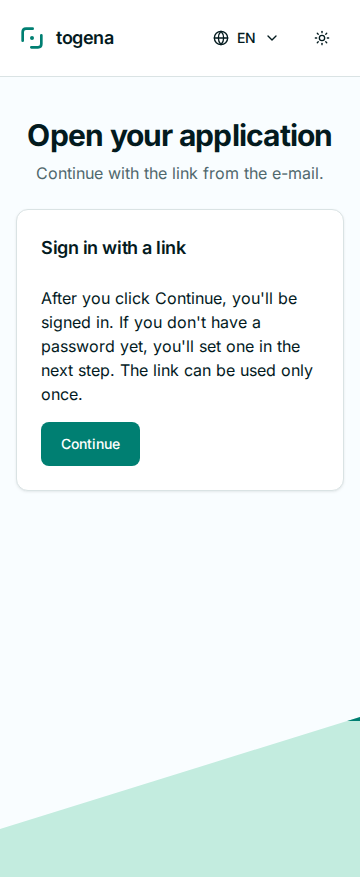 togena
EN
Open your application
Continue with the link from the e-mail.
Sign in with a link
After you click Continue, you'll be
signed in. If you don't have a
password yet, you'll set one in the
next step. The link can be used only
once.
Continue